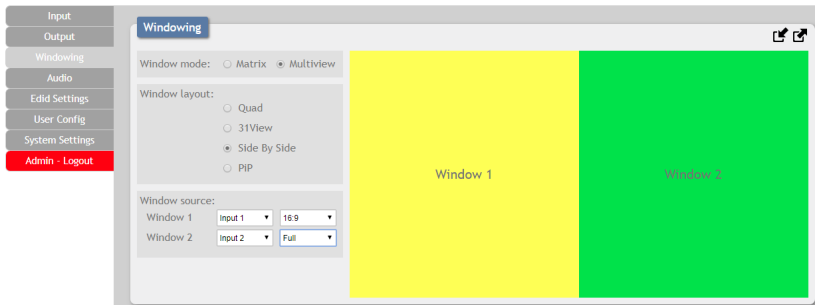 Input
Output
Windowing
Audio
Edid Settings
User Config
System Settings
Admin - Logout
Windowing
Window mode: Matrix Multiview
Window layout:
Quad
31View
Side By Side
PiP
Window source:
Window 1 Input 1 16:9
Window 2 Input 2 Full
Window 1
Window 2